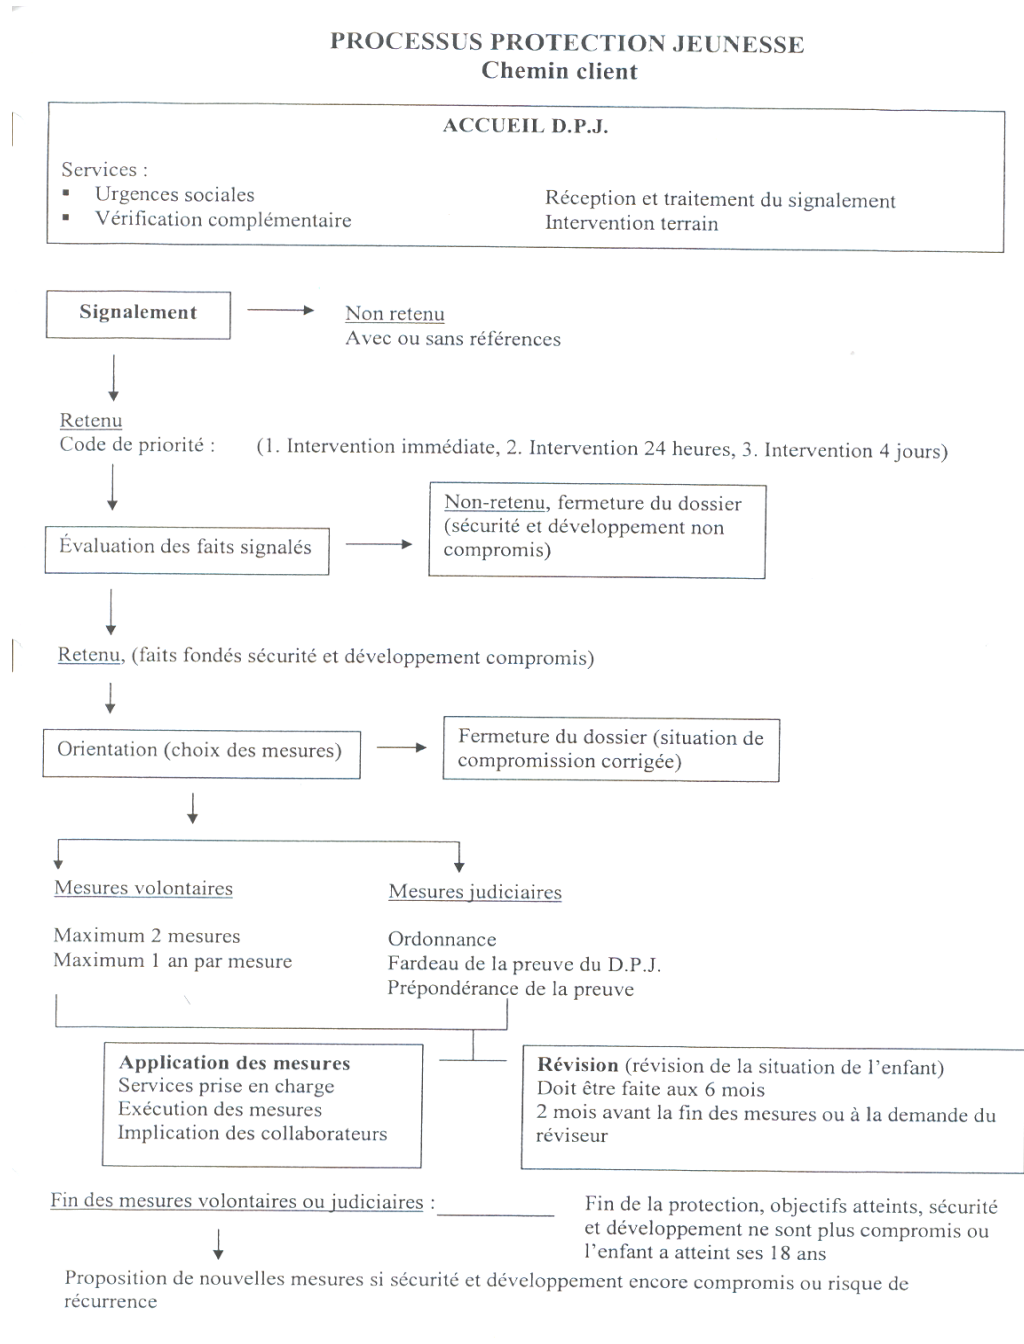 PROCESSUS PROTECTION JEUNESSE
Chemin client
ACCUEIL D.P.J.
Services :
▪ Urgences sociales
▪ Vérification complémentaire
Réception et traitement du signalement
Intervention terrain
Signalement
Non retenu
Avec ou sans références
Retenu
Code de priorité : (1. Intervention immédiate, 2. Intervention 24 heures, 3. Intervention 4 jours)
Évaluation des faits signalés
Non-retenu, fermeture du dossier
(sécurité et développement non
compromis)
Retenu, (faits fondés sécurité et développement compromis)
Orientation (choix des mesures)
Fermeture du dossier (situation de
compromission corrigée)
Mesures volontaires
Maximum 2 mesures
Maximum 1 an par mesure
Mesures judiciaires
Ordonnance
Fardeau de la preuve du D.P.J.
Prépondérance de la preuve
Application des mesures
Services prise en charge
Exécution des mesures
Implication des collaborateurs
Révision (révision de la situation de l'enfant)
Doit être faite aux 6 mois
2 mois avant la fin des mesures ou à la demande du
réviseur
Fin des mesures volontaires ou judiciaires :
Fin de la protection, objectifs atteints, sécurité
et développement ne sont plus compromis ou
l'enfant a atteint ses 18 ans
Proposition de nouvelles mesures si sécurité et développement encore compromis ou risque de
récurrence